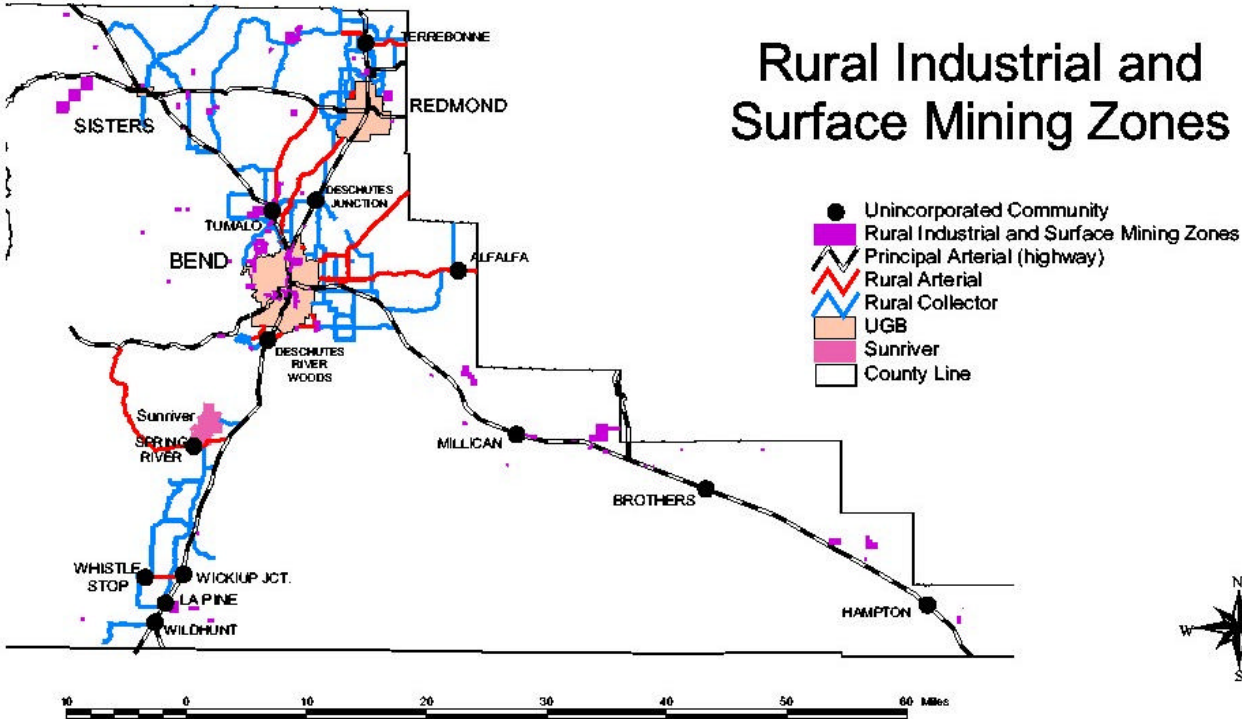 Rural Industrial and
Surface Mining Zones
TERREBONNE
REDMOND
SISTERS
DESCHUTES
JUNCTION
TUMALO
BEND
ALFALFA
DESCHUTES
RIVER
WOODS
Sunriver
SPRING
RIVER
MILLICAN
BROTHERS
WHISTLE
STOP
WICKIUP JCT.
LA PINE
WILDHUNT
HAMPTON
Unincorporated Community
Rural Industrial and Surface Mining Zones
Principal Arterial (highway)
Rural Arterial
Rural Collector
UGB
Sunriver
County Line
N
W
S
10 0 10 20 30 40 50 60 Miles